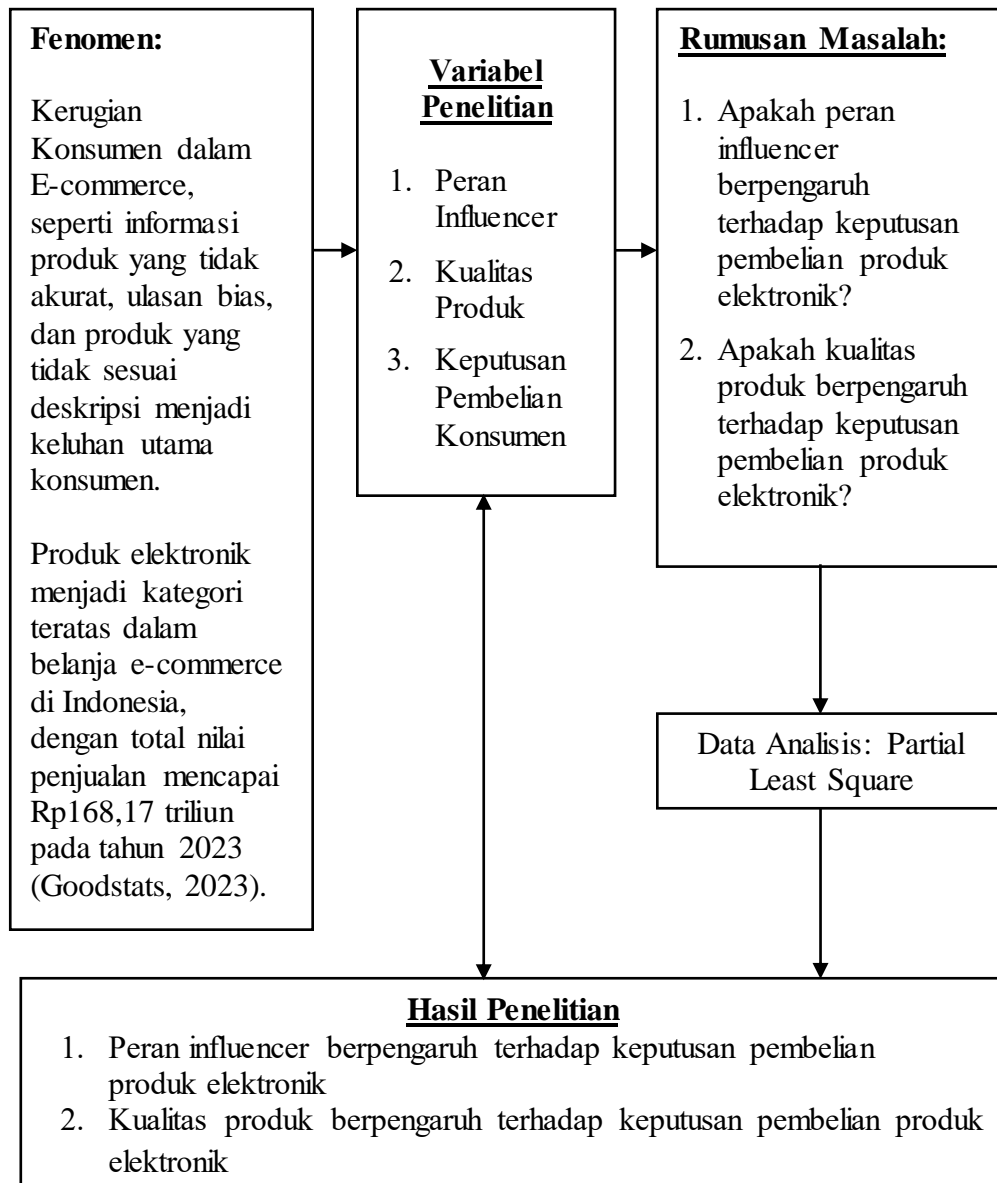 Fenomen:
Kerugian
Konsumen dalam
E-commerce,
seperti informasi
produk yang tidak
akurat, ulasan bias,
dan produk yang
tidak sesuai
deskripsi menjadi
keluhan utama
konsumen.
Produk elektronik
menjadi kategori
teratas dalam
belanja e-commerce
di Indonesia,
dengan total nilai
penjualan mencapai
Rp168,17 triliun
pada tahun 2023
(Goodstats, 2023).
Variabel
Penelitian
1. Peran
Influencer
2. Kualitas
Produk
3. Keputusan
Pembelian
Konsumen
Rumusan Masalah:
1. Apakah peran
influencer
berpengaruh
terhadap keputusan
pembelian produk
elektronik?
2. Apakah kualitas
produk berpengaruh
terhadap keputusan
pembelian produk
elektronik?
Data Analisis: Partial
Least Square
Hasil Penelitian
1. Peran influencer berpengaruh terhadap keputusan pembelian
produk elektronik
2. Kualitas produk berpengaruh terhadap keputusan pembelian produk
elektronik